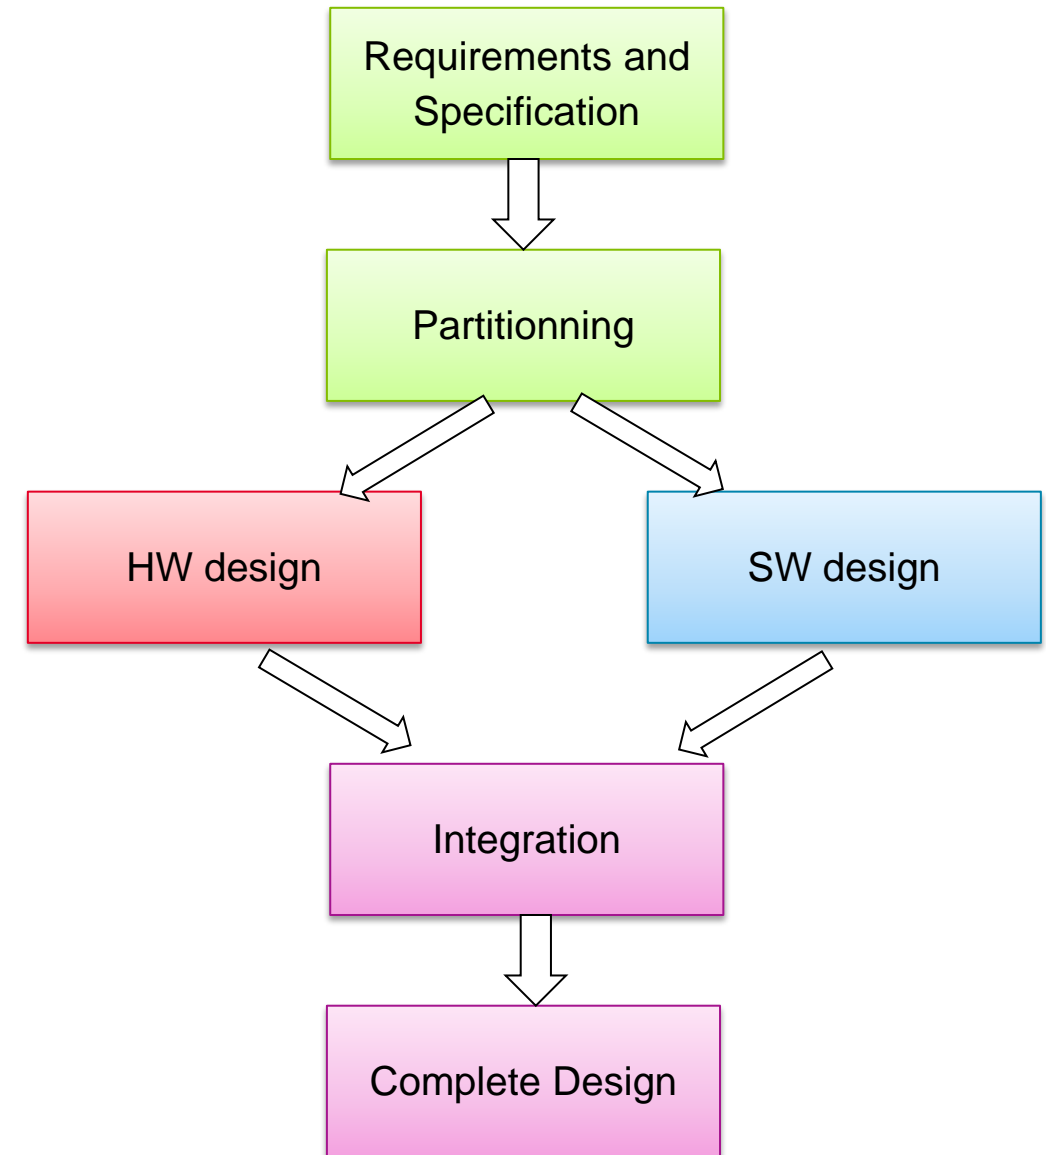 Requirements and
Specification
Partitionning
HW design
SW design
Integration
Complete Design